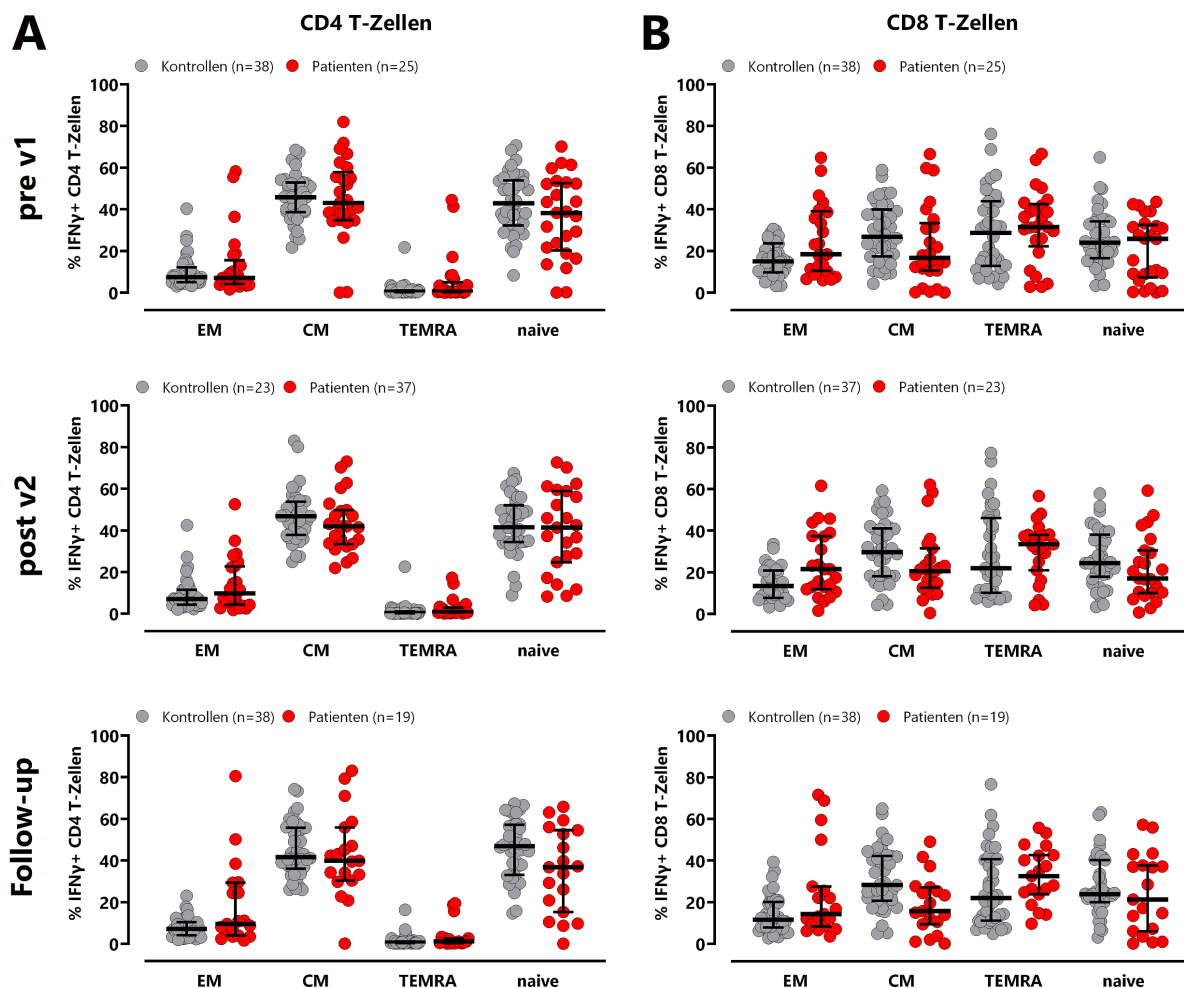 A
CD4 T-Zellen
B
CD8 T-Zellen
pre v1
Kontrollen (n=38) Patienten (n=25)
% IFNγ+ CD4 T-Zellen
100
80
60
40
20
0
EM CM TEMRA naive
Kontrollen (n=38) Patienten (n=25)
% IFNγ+ CD8 T-Zellen
100
80
60
40
20
0
EM CM TEMRA naive
post v2
Kontrollen (n=23) Patienten (n=37)
% IFNγ+ CD4 T-Zellen
100
80
60
40
20
0
EM CM TEMRA naive
Kontrollen (n=37) Patienten (n=23)
% IFNγ+ CD8 T-Zellen
100
80
60
40
20
0
EM CM TEMRA naive
Follow-up
Kontrollen (n=38) Patienten (n=19)
% IFNγ+ CD4 T-Zellen
100
80
60
40
20
0
EM CM TEMRA naive
Kontrollen (n=38) Patienten (n=19)
% IFNγ+ CD8 T-Zellen
100
80
60
40
20
0
EM CM TEMRA naive